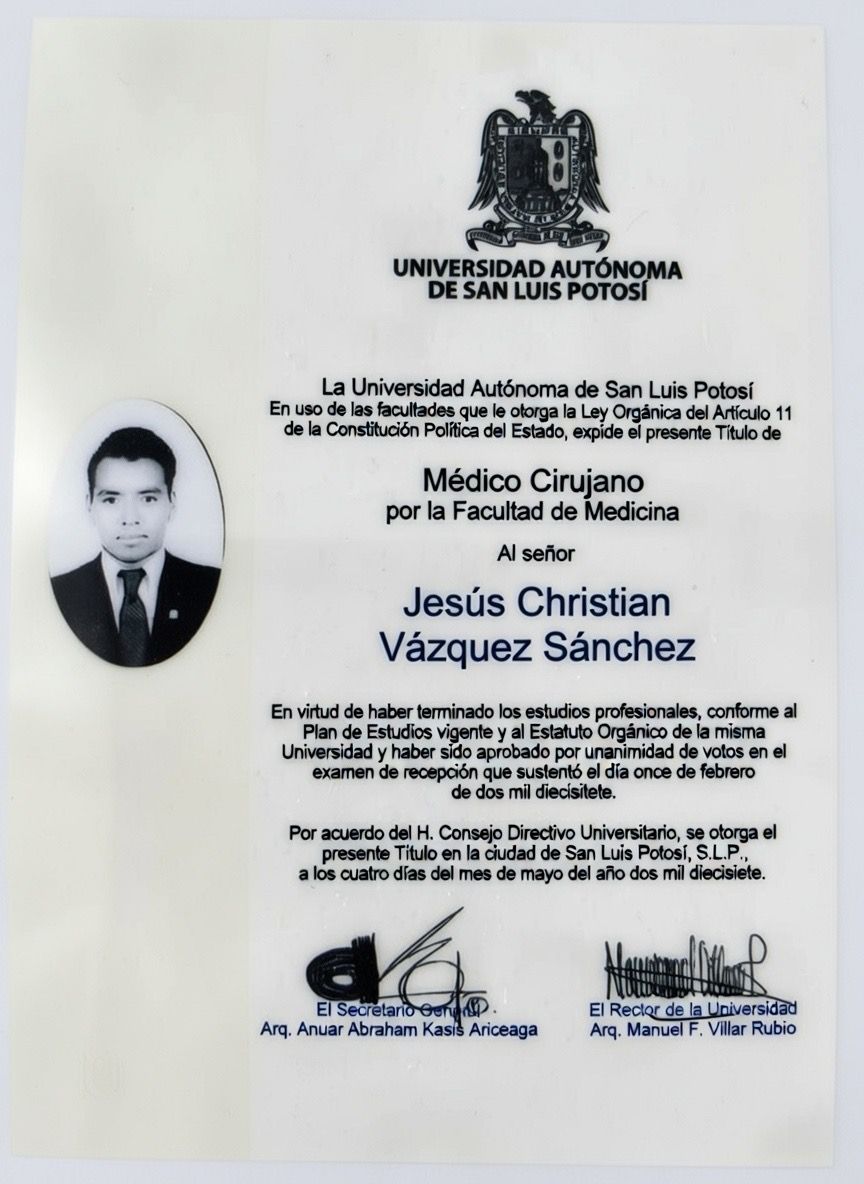 UNIVERSIDAD AUTÓNOMA
DE SAN LUIS POTOSÍ
La Universidad Autónoma de San Luis Potosí
En uso de las facultades que le otorga la Ley Orgánica del Artículo 11
de la Constitución Política del Estado, expide el presente Título de
Médico Cirujano
por la Facultad de Medicina
Al señor
Jesús Christian
Vázquez Sánchez
En virtud de haber terminado los estudios profesionales, conforme al
Plan de Estudios vigente y al Estatuto Orgánico de la misma
Universidad y haber sido aprobado por unanimidad de votos en el
examen de recepción que sustentó el día once de febrero
de dos mil diecísitete.
Por acuerdo del H. Consejo Directivo Universitario, se otorga el
presente Titulo en la ciudad de San Luis Potosí, S.L.P.,
a los cuatro días del mes de mayo del año dos mil diecisiete.
El Secretario General
Arq. Anuar Abraham Kasis Ariceaga
El Rector de la Universidad
Arq. Manuel F. Villar Rubio